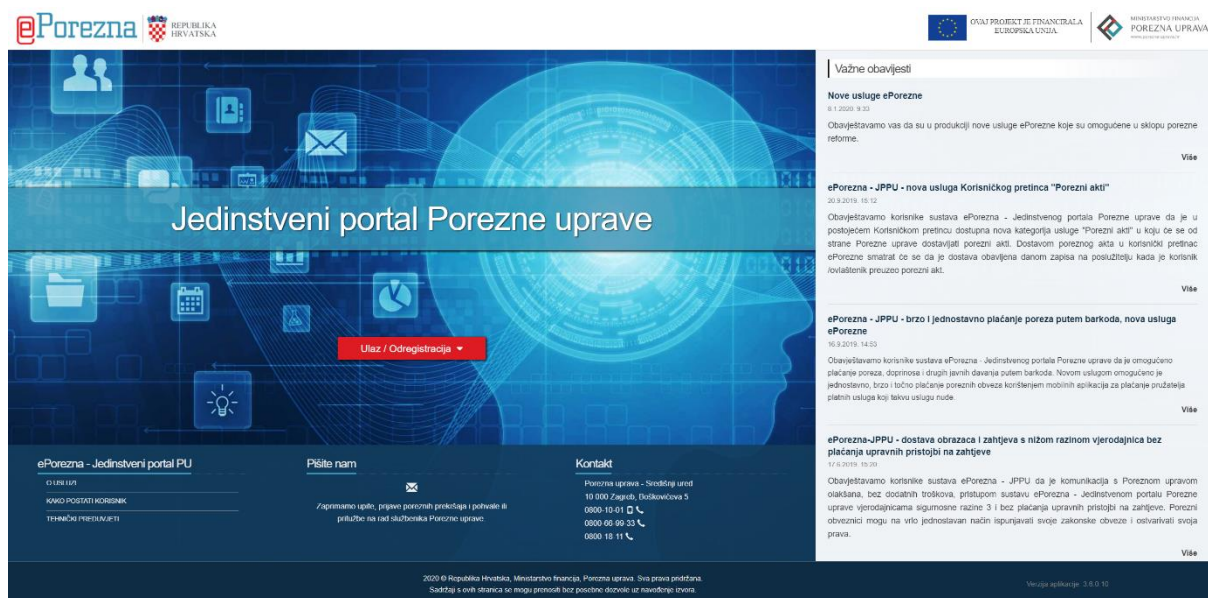 ePorezna
REPUBLIKA
HRVATSKA
OVAJ PROJEKT JE FINANCIRALA
EUROPSKA UNIJA.
MINISTARSTVO FINANCIJA
POREZNA UPRAVA
Jedinstveni portal Porezne uprave
Ulaz / Odregistracija
Važne obavijesti
Nove usluge ePorezne
8.1.2020. 9:33
Obavještavamo vas da su u produkciji nove usluge ePorezne koje su omogućene u sklopu porezne
reforme.
Više
ePorezna - JPPU - nova usluga Korisničkog pretinca "Porezni akti"
20.9.2019. 15:12
Obavještavamo korisnike sustava ePorezna - Jedinstvenog portala Porezne uprave da je u
postojećem Korisničkom pretincu dostupna nova kategorija usluge "Porezni akti" u koju će se od
strane Porezne uprave dostavljati porezni akti. Dostavom poreznog akta u korisnički pretinac
ePorezne smatrat će se da je dostava obavljena danom zapisa na poslužitelju kada je korisnik
/ovlaštenik preuzeo porezni akt.
Više
ePorezna - JPPU - brzo i jednostavno plaćanje poreza putem barkoda, nova usluga
ePorezne
16.9.2019. 14:53
Obavještavamo korisnike sustava ePorezna - Jedinstvenog portala Porezne uprave da je omogućeno
plaćanje poreza, doprinosa i drugih javnih davanja putem barkoda. Novom uslugom omogućeno je
jednostavno, brzo i točno plaćanje poreznih obveza korištenjem mobilnih aplikacija za plaćanje pružatelja
platnih usluga koji takvu uslugu nude.
Više
ePorezna-JPPU - dostava obrazaca i zahtjeva s nižom razinom vjerodajnica bez
plaćanja upravnih pristojbi na zahtjeve
17.6.2019. 15:20
Obavještavamo korisnike sustava ePorezna - JPPU da je komunikacija s Poreznom upravom
olakšana, bez dodatnih troškova, pristupom sustavu ePorezna - Jedinstvenom portalu Porezne
uprave vjerodajnicama sigurnosne razine 3 i bez plaćanja upravnih pristojbi na zahtjeve. Porezni
obveznici mogu na vrlo jednostavan način ispunjavati svoje zakonske obveze i ostvarivati svoja
prava.
Više
ePorezna - Jedinstveni portal PU
O USLUZI
KAKO POSTATI KORISNIK
TEHNIČKI PREDUVJETI
Pišite nam
Zaprimamo upite, prijave poreznih prekršaja i pohvale ili
pritužbe na rad službenika Porezne uprave.
Kontakt
Porezna uprava - Središnji ured
10 000 Zagreb, Boškovićeva 5
0800-10-01
0800-66-99-33
0800 18 11
2020 © Republika Hrvatska, Ministarstvo financija, Porezna uprava. Sva prava pridržana.
Sadržaji s ovih stranica se mogu prenositi bez posebne dozvole uz navođenje izvora.
Verzija aplikacije: 3.6.0.10